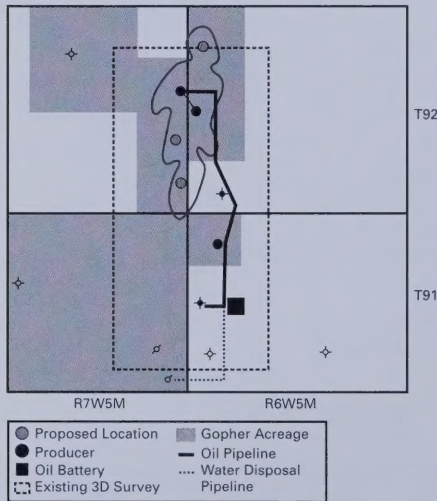 T92
T91
R7W5M R6W5M
Proposed Location
Producer
Oil Battery
Existing 3D Survey
Gopher Acreage
Oil Pipeline
Water Disposal
Pipeline